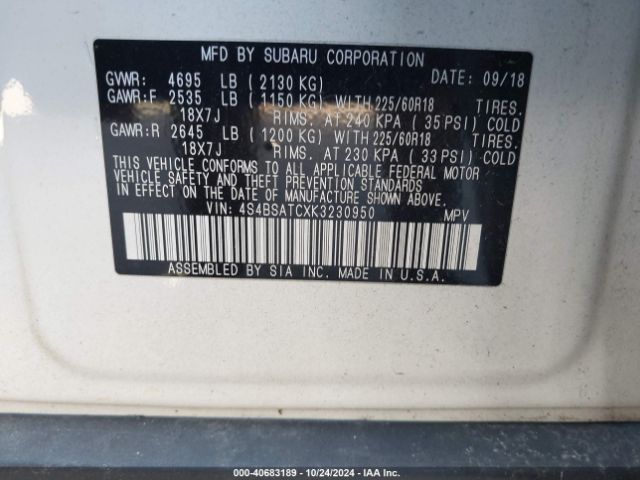 MFD BY SUBARU CORPORATION
GVWR: 4695 LB ( 2130 KG) DATE: 09/18
GAWR:F 2535 LB ( 1150 KG) WITH 225/60R18 TIRES.
18X7J RIMS. AT 240 KPA ( 35 PSI) COLD
GAWR:R 2645 LB ( 1200 KG) WITH 225/60R18 TIRES.
18X7J RIMS. AT 230 KPA ( 33 PSI) COLD
THIS VEHICLE CONFORMS TO ALL APPLICABLE FEDERAL MOTOR
VEHICLE SAFETY AND THEFT PREVENTION STANDARDS
IN EFFECT ON THE DATE OF MANUFACTURE SHOWN ABOVE.
VIN: 4S4BSATCXK3230950 MPV
ASSEMBLED BY SIA INC. MADE IN U.S.A.
000-40683189 - 10/24/2024 - IAA Inc.